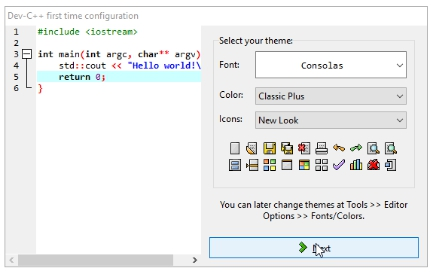 Dev-C++ first time configuration
1 #include <iostream>
2
3 int main(int argc, char** argv)
4 std::cout << "Hello world!\
5 return 0;
6 }
Select your theme:
Font: Consolas
Color: Classic Plus
Icons: New Look
You can later change themes at Tools >> Editor
Options >> Fonts/Colors.
Next